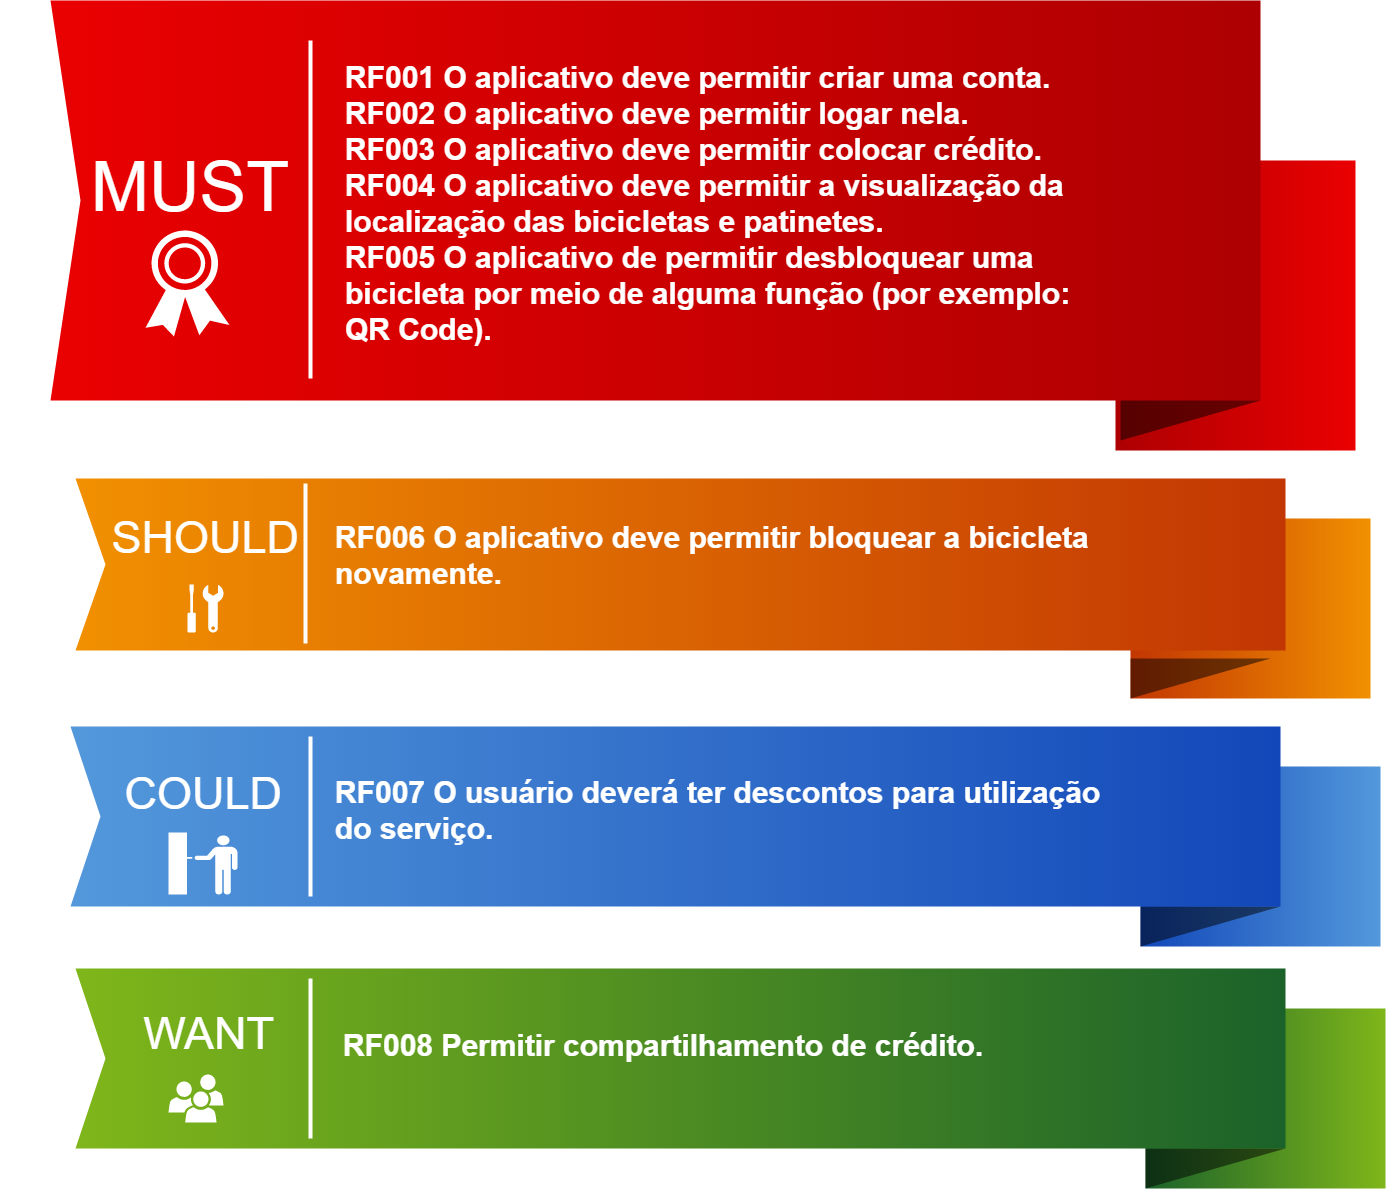 MUST
RF001 O aplicativo deve permitir criar uma conta.
RF002 O aplicativo deve permitir logar nela.
RF003 O aplicativo deve permitir colocar crédito.
RF004 O aplicativo deve permitir a visualização da
localização das bicicletas e patinetes.
RF005 O aplicativo de permitir desbloquear uma
bicicleta por meio de alguma função (por exemplo:
QR Code).
SHOULD
RF006 O aplicativo deve permitir bloquear a bicicleta
novamente.
COULD
RF007 O usuário deverá ter descontos para utilização
do serviço.
WANT
RF008 Permitir compartilhamento de crédito.